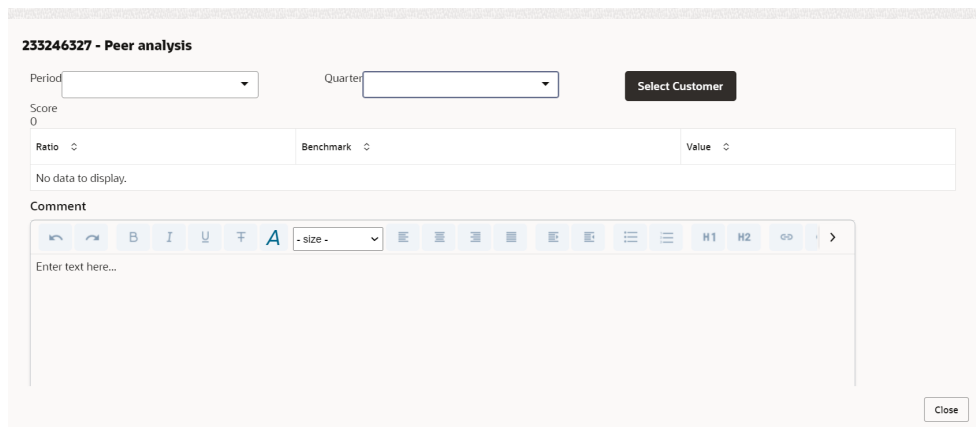 233246327 - Peer analysis
Period Quarter Select Customer
Score
0
Ratio Benchmark Value
No data to display.
Comment
B I U T A - size - H1 H2
Enter text here...
Close